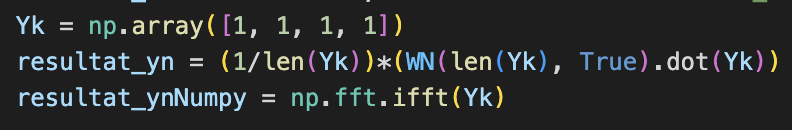 Yk = np.array([1, 1, 1, 1])
resultat_yn = (1/len(Yk))*(WN(len(Yk), True).dot(Yk))
resultat_ynNumpy = np.fft.ifft(Yk)